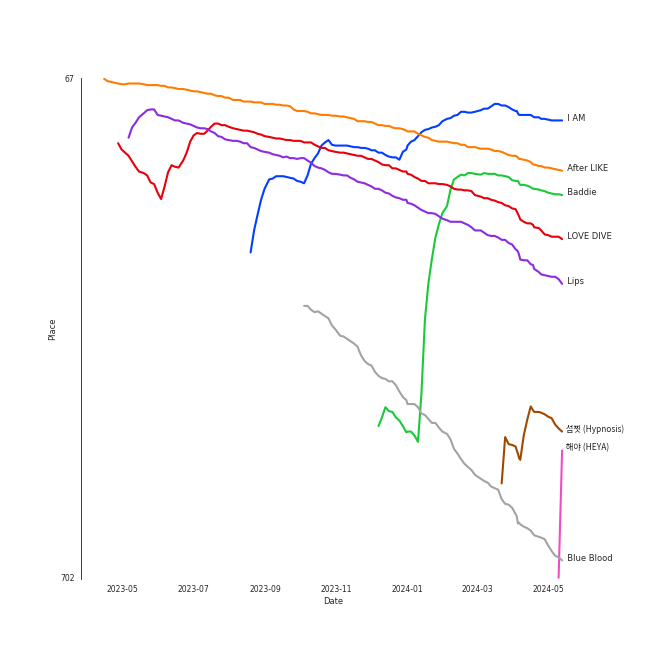 67
I AM
After LIKE
Baddie
LOVE DIVE
Lips
Place
섬찟 (Hypnosis)
해야 (HEYA)
Blue Blood
702
2023-05 2023-07 2023-09 2023-11 2024-01 2024-03 2024-05
Date